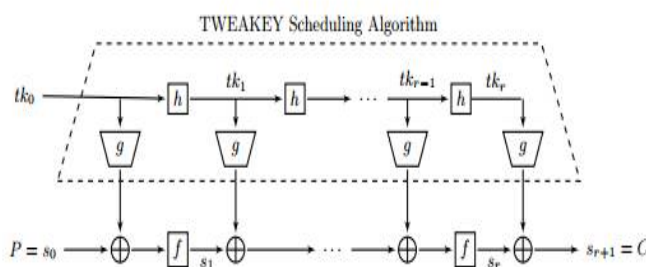 TWEAKEY Scheduling Algorithm
tk₀ h tk₁ h ... tkᵣ₋₁ h tkᵣ
g g g g
P = s₀ f s₁ ... f sᵣ sᵣ₊₁ = C